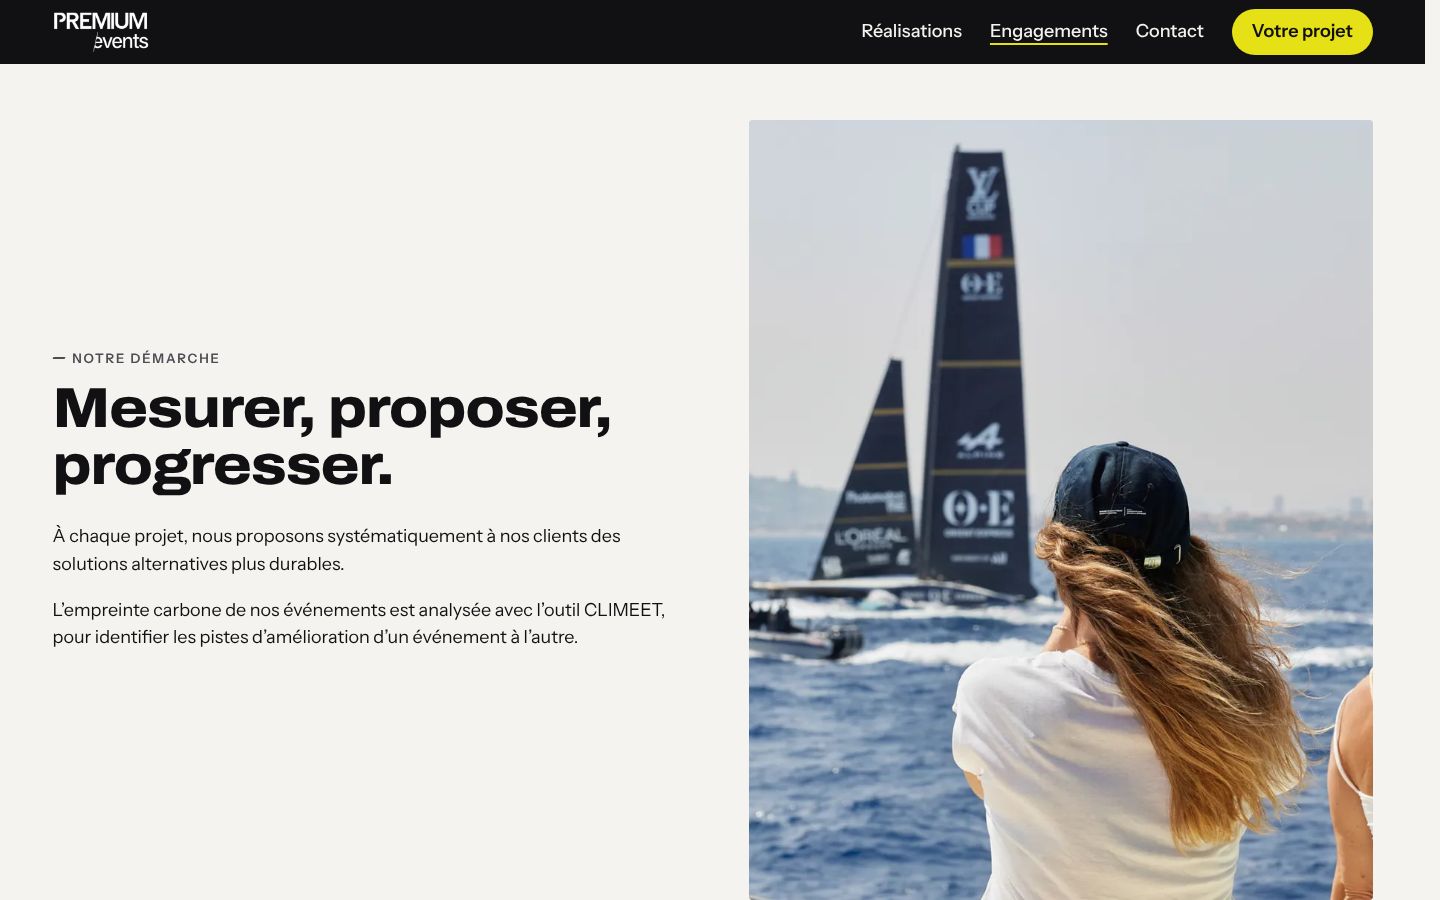 PREMIUM
events
Réalisations
Engagements
Contact
Votre projet
— NOTRE DÉMARCHE
Mesurer, proposer,
progresser.
À chaque projet, nous proposons systématiquement à nos clients des
solutions alternatives plus durables.
L’empreinte carbone de nos événements est analysée avec l’outil CLIMEET,
pour identifier les pistes d’amélioration d’un événement à l’autre.
LV
CUP
O·E
ALPINE
O·E
L'ORÉAL